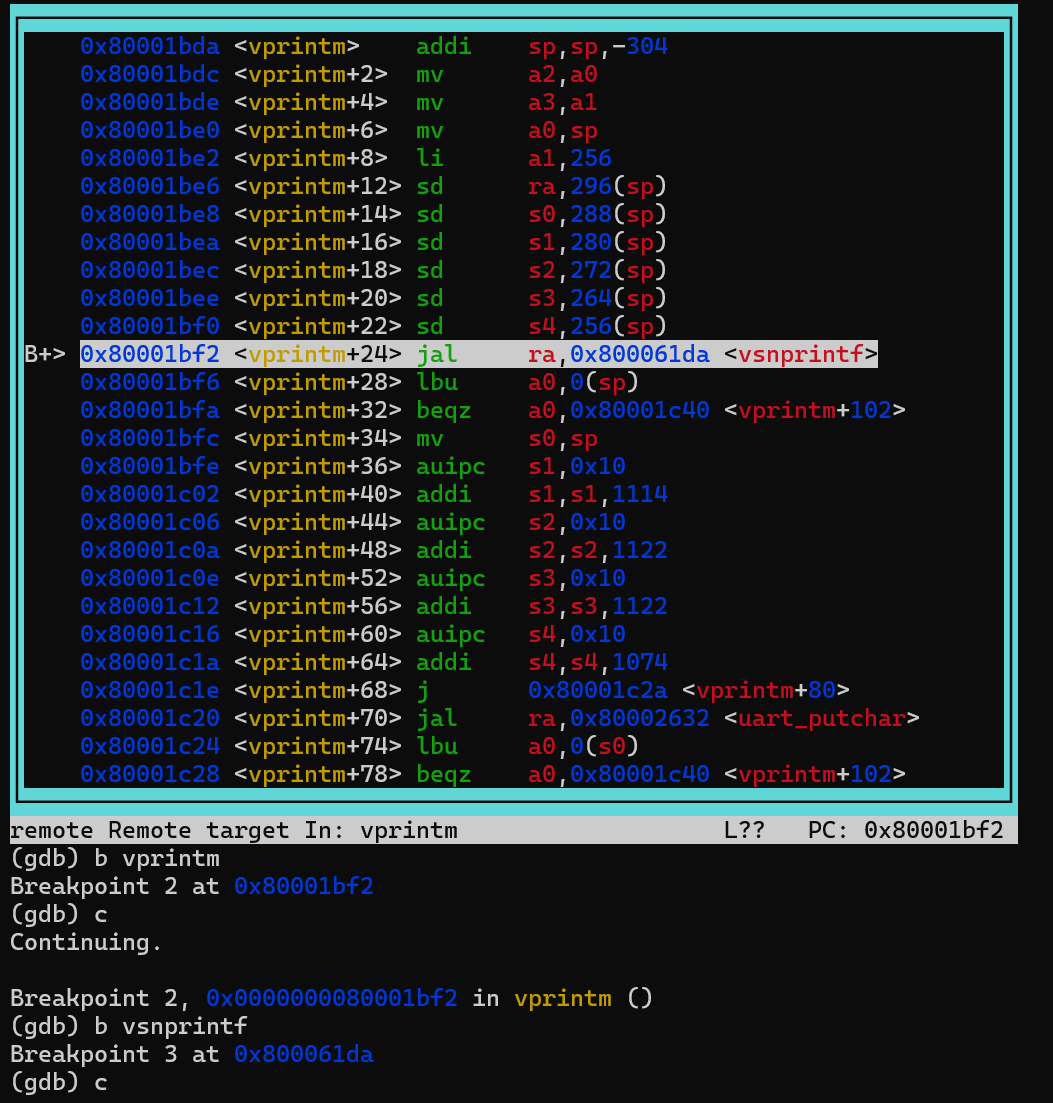 0x80001bda <vprintm>    addi    sp,sp,-304
0x80001bdc <vprintm+2>  mv      a2,a0
0x80001bde <vprintm+4>  mv      a3,a1
0x80001be0 <vprintm+6>  mv      a0,sp
0x80001be2 <vprintm+8>  li      a1,256
0x80001be6 <vprintm+12> sd      ra,296(sp)
0x80001be8 <vprintm+14> sd      s0,288(sp)
0x80001bea <vprintm+16> sd      s1,280(sp)
0x80001bec <vprintm+18> sd      s2,272(sp)
0x80001bee <vprintm+20> sd      s3,264(sp)
0x80001bf0 <vprintm+22> sd      s4,256(sp)
B+> 0x80001bf2 <vprintm+24> jal     ra,0x800061da <vsnprintf>
0x80001bf6 <vprintm+28> lbu     a0,0(sp)
0x80001bfa <vprintm+32> beqz    a0,0x80001c40 <vprintm+102>
0x80001bfc <vprintm+34> mv      s0,sp
0x80001bfe <vprintm+36> auipc   s1,0x10
0x80001c02 <vprintm+40> addi    s1,s1,1114
0x80001c06 <vprintm+44> auipc   s2,0x10
0x80001c0a <vprintm+48> addi    s2,s2,1122
0x80001c0e <vprintm+52> auipc   s3,0x10
0x80001c12 <vprintm+56> addi    s3,s3,1122
0x80001c16 <vprintm+60> auipc   s4,0x10
0x80001c1a <vprintm+64> addi    s4,s4,1074
0x80001c1e <vprintm+68> j       0x80001c2a <vprintm+80>
0x80001c20 <vprintm+70> jal     ra,0x80002632 <uart_putchar>
0x80001c24 <vprintm+74> lbu     a0,0(s0)
0x80001c28 <vprintm+78> beqz    a0,0x80001c40 <vprintm+102>
remote Remote target In: vprintm                   L??   PC: 0x80001bf2
(gdb) b vprintm
Breakpoint 2 at 0x80001bf2
(gdb) c
Continuing.

Breakpoint 2, 0x0000000080001bf2 in vprintm ()
(gdb) b vsnprintf
Breakpoint 3 at 0x800061da
(gdb) c